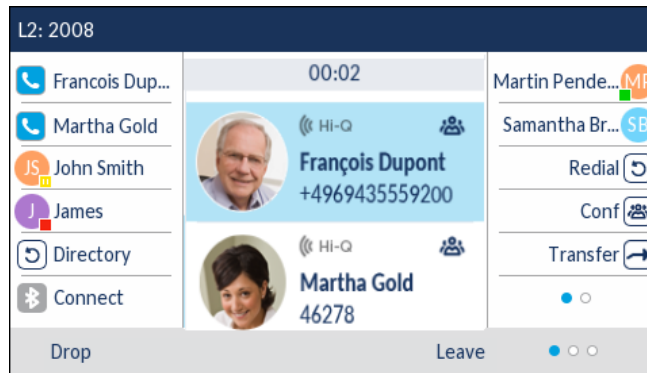 L2: 2008
Francois Dup...
Martha Gold
JS John Smith
J James
Directory
Connect
00:02
Hi-Q
François Dupont
+4969435559200
Hi-Q
Martha Gold
46278
Martin Pende... MP
Samantha Br... SB
Redial
Conf
Transfer
Drop
Leave